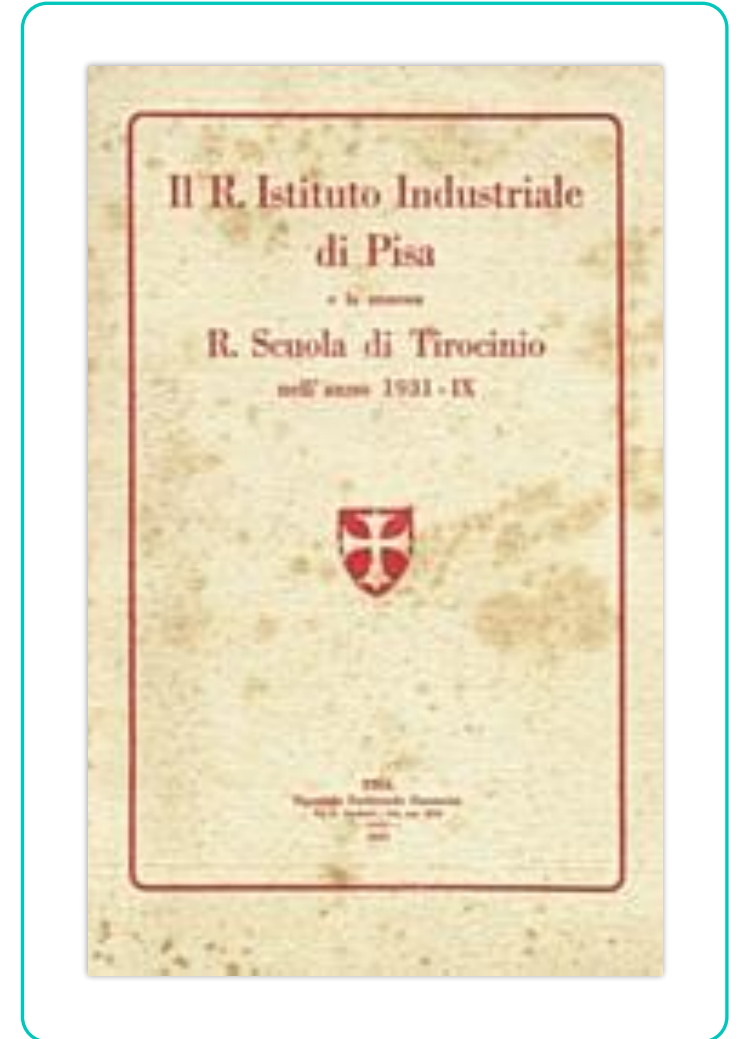 Il R. Istituto Industriale
di Pisa
e la annessa
R. Scuola di Tirocinio
nell'anno 1931 - IX
PISA